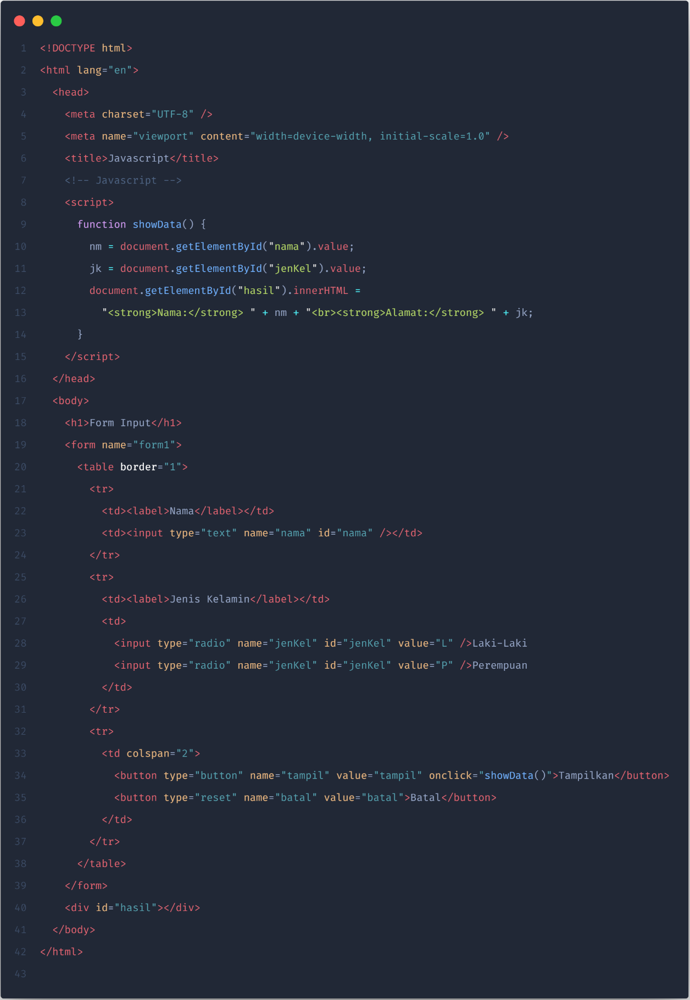 1 <!DOCTYPE html>
2 <html lang="en">
3   <head>
4     <meta charset="UTF-8" />
5     <meta name="viewport" content="width=device-width, initial-scale=1.0" />
6     <title>Javascript</title>
7     <!-- Javascript -->
8     <script>
9       function showData() {
10         nm = document.getElementById("nama").value;
11         jk = document.getElementById("jenKel").value;
12         document.getElementById("hasil").innerHTML =
13           "<strong>Nama:</strong> " + nm + "<br><strong>Alamat:</strong> " + jk;
14       }
15     </script>
16   </head>
17   <body>
18     <h1>Form Input</h1>
19     <form name="form1">
20       <table border="1">
21         <tr>
22           <td><label>Nama</label></td>
23           <td><input type="text" name="nama" id="nama" /></td>
24         </tr>
25         <tr>
26           <td><label>Jenis Kelamin</label></td>
27           <td>
28             <input type="radio" name="jenKel" id="jenKel" value="L" />Laki-Laki
29             <input type="radio" name="jenKel" id="jenKel" value="P" />Perempuan
30           </td>
31         </tr>
32         <tr>
33           <td colspan="2">
34             <button type="button" name="tampil" value="tampil" onclick="showData()">Tampilkan</button>
35             <button type="reset" name="batal" value="batal">Batal</button>
36           </td>
37         </tr>
38       </table>
39     </form>
40     <div id="hasil"></div>
41   </body>
42 </html>
43